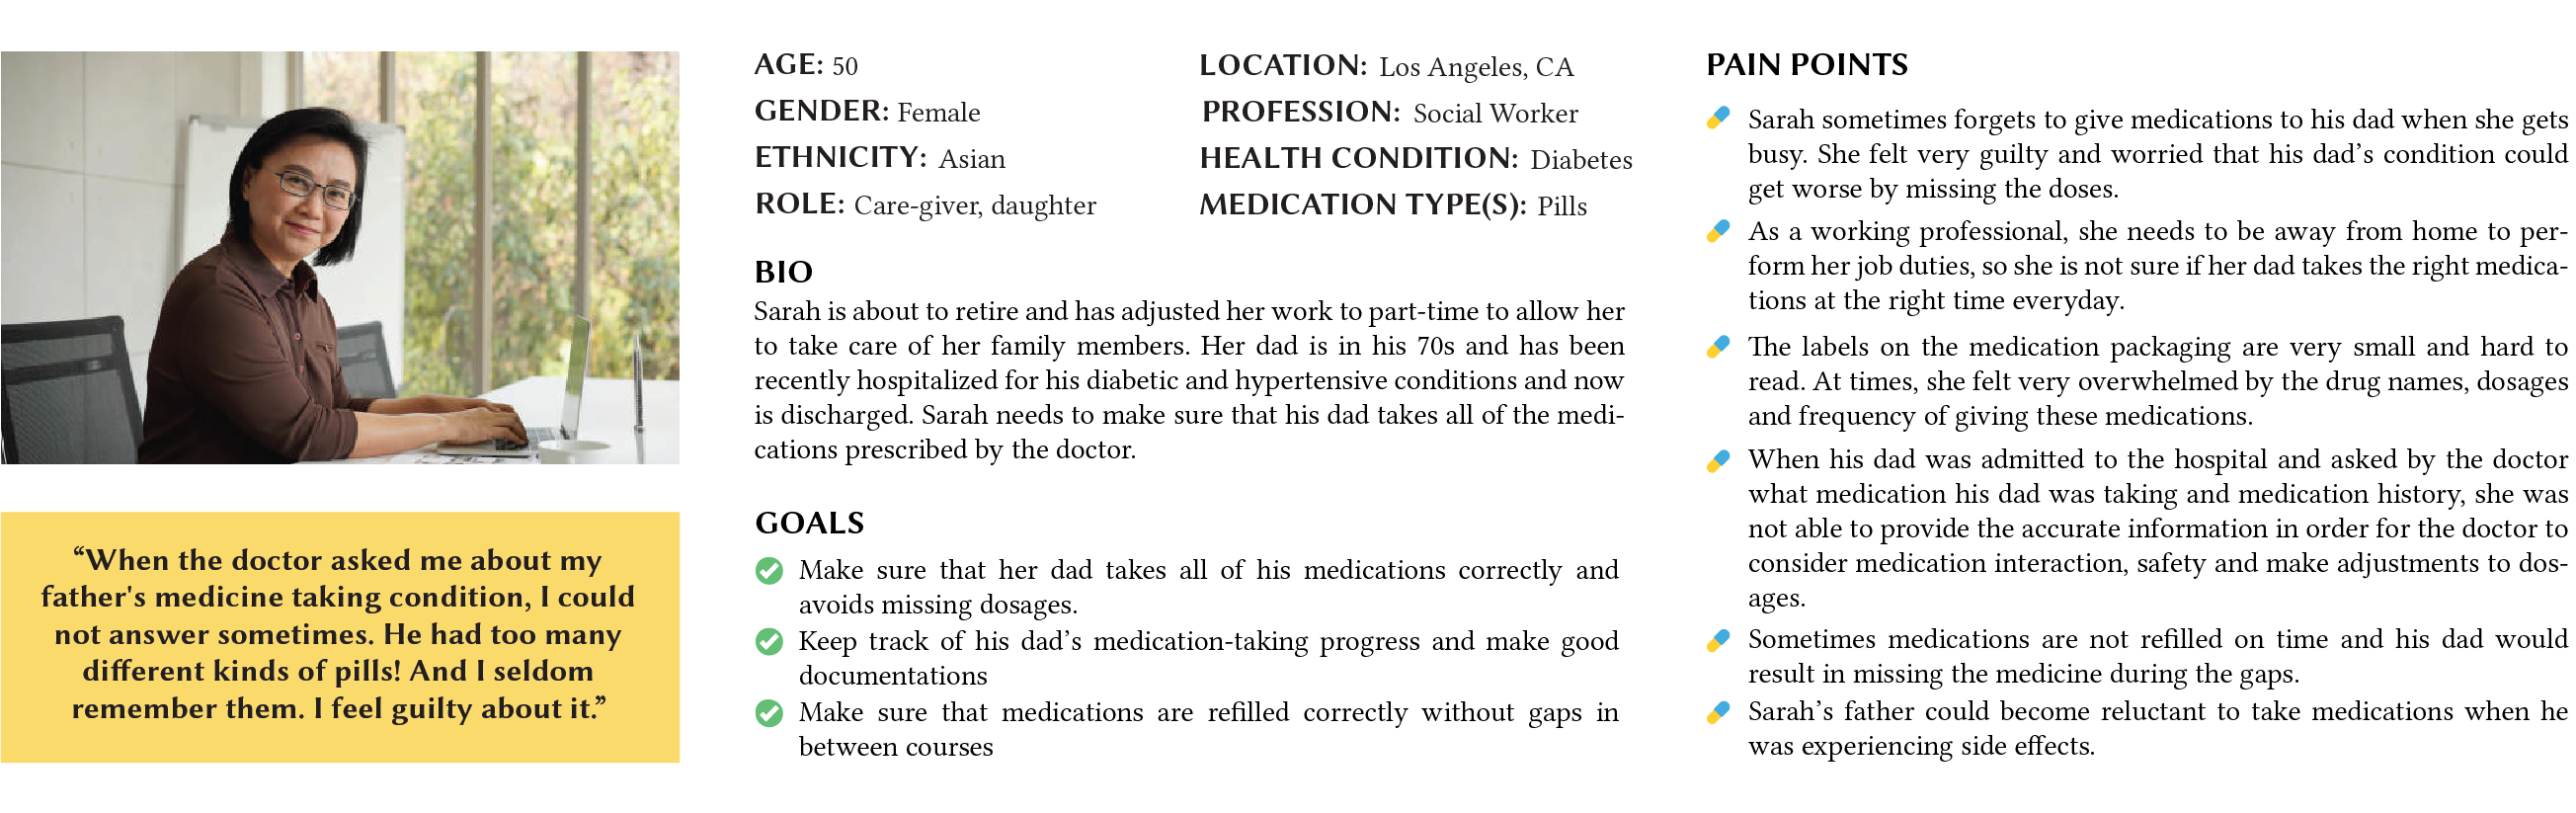 AGE: 50
GENDER: Female
ETHNICITY: Asian
ROLE: Care-giver, daughter
LOCATION: Los Angeles, CA
PROFESSION: Social Worker
HEALTH CONDITION: Diabetes
MEDICATION TYPE(S): Pills
BIO
Sarah is about to retire and has adjusted her work to part-time to allow her
to take care of her family members. Her dad is in his 70s and has been
recently hospitalized for his diabetic and hypertensive conditions and now
is discharged. Sarah needs to make sure that his dad takes all of the medi-
cations prescribed by the doctor.
GOALS
Make sure that her dad takes all of his medications correctly and
avoids missing dosages.
Keep track of his dad’s medication-taking progress and make good
documentations
Make sure that medications are refilled correctly without gaps in
between courses
“When the doctor asked me about my
father's medicine taking condition, I could
not answer sometimes. He had too many
different kinds of pills! And I seldom
remember them. I feel guilty about it.”
PAIN POINTS
Sarah sometimes forgets to give medications to his dad when she gets
busy. She felt very guilty and worried that his dad’s condition could
get worse by missing the doses.
As a working professional, she needs to be away from home to per-
form her job duties, so she is not sure if her dad takes the right medica-
tions at the right time everyday.
The labels on the medication packaging are very small and hard to
read. At times, she felt very overwhelmed by the drug names, dosages
and frequency of giving these medications.
When his dad was admitted to the hospital and asked by the doctor
what medication his dad was taking and medication history, she was
not able to provide the accurate information in order for the doctor to
consider medication interaction, safety and make adjustments to dos-
ages.
Sometimes medications are not refilled on time and his dad would
result in missing the medicine during the gaps.
Sarah’s father could become reluctant to take medications when he
was experiencing side effects.